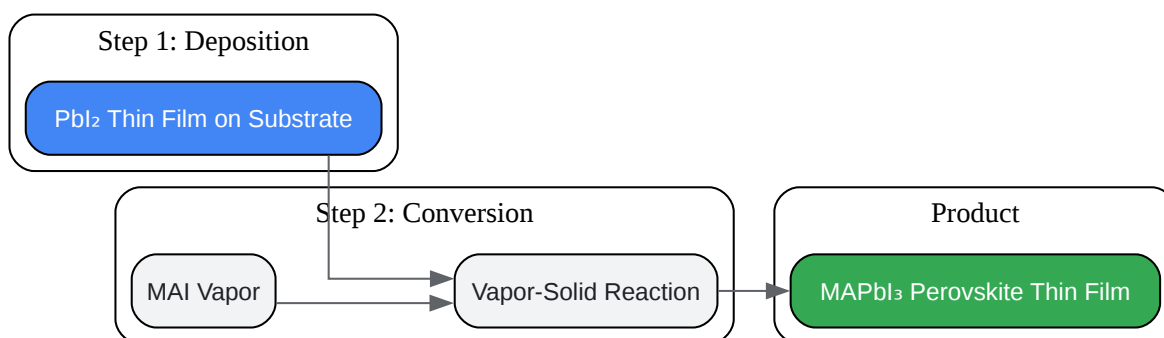 Step 1: Deposition
PbI₂ Thin Film on Substrate
Step 2: Conversion
MAI Vapor
Vapor-Solid Reaction
Product
MAPbI₃ Perovskite Thin Film